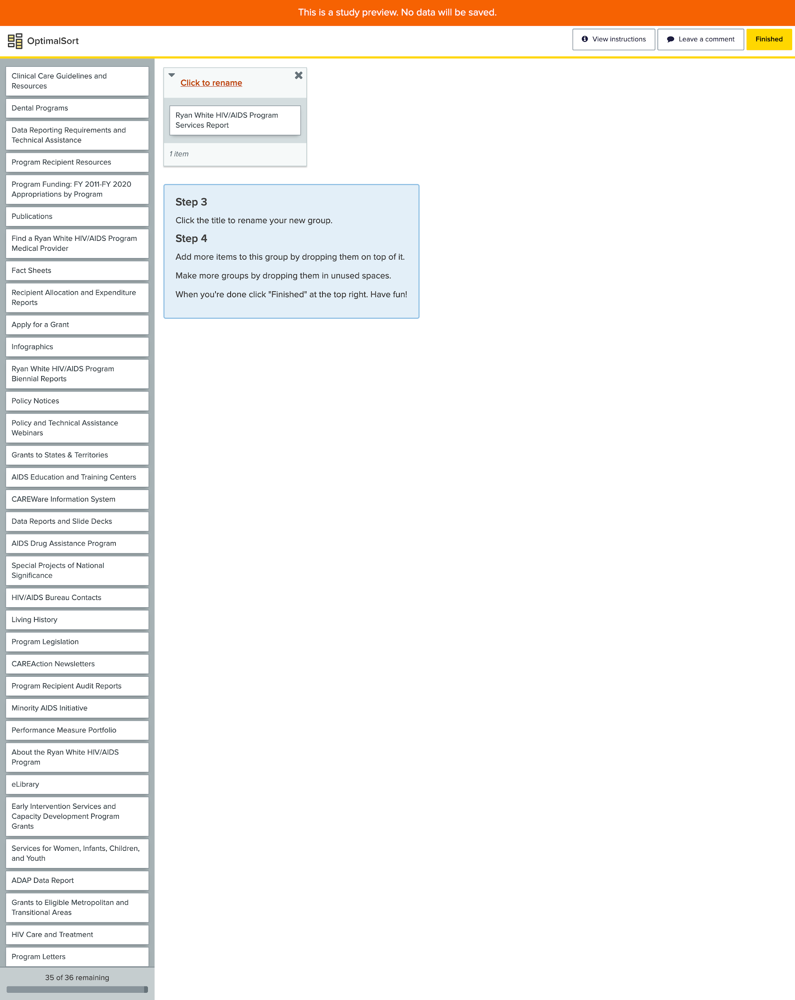 This is a study preview. No data will be saved.
OptimalSort
View instructions
Leave a comment
Finished
Clinical Care Guidelines and
Resources
Dental Programs
Data Reporting Requirements and
Technical Assistance
Program Recipient Resources
Program Funding: FY 2011-FY 2020
Appropriations by Program
Publications
Find a Ryan White HIV/AIDS Program
Medical Provider
Fact Sheets
Recipient Allocation and Expenditure
Reports
Apply for a Grant
Infographics
Ryan White HIV/AIDS Program
Biennial Reports
Policy Notices
Policy and Technical Assistance
Webinars
Grants to States & Territories
AIDS Education and Training Centers
CAREWare Information System
Data Reports and Slide Decks
AIDS Drug Assistance Program
Special Projects of National
Significance
HIV/AIDS Bureau Contacts
Living History
Program Legislation
CAREAction Newsletters
Program Recipient Audit Reports
Minority AIDS Initiative
Performance Measure Portfolio
About the Ryan White HIV/AIDS
Program
eLibrary
Early Intervention Services and
Capacity Development Program
Grants
Services for Women, Infants, Children,
and Youth
ADAP Data Report
Grants to Eligible Metropolitan and
Transitional Areas
HIV Care and Treatment
Program Letters
35 of 36 remaining
Click to rename
Ryan White HIV/AIDS Program
Services Report
1 item
Step 3
Click the title to rename your new group.
Step 4
Add more items to this group by dropping them on top of it.
Make more groups by dropping them in unused spaces.
When you're done click "Finished" at the top right. Have fun!